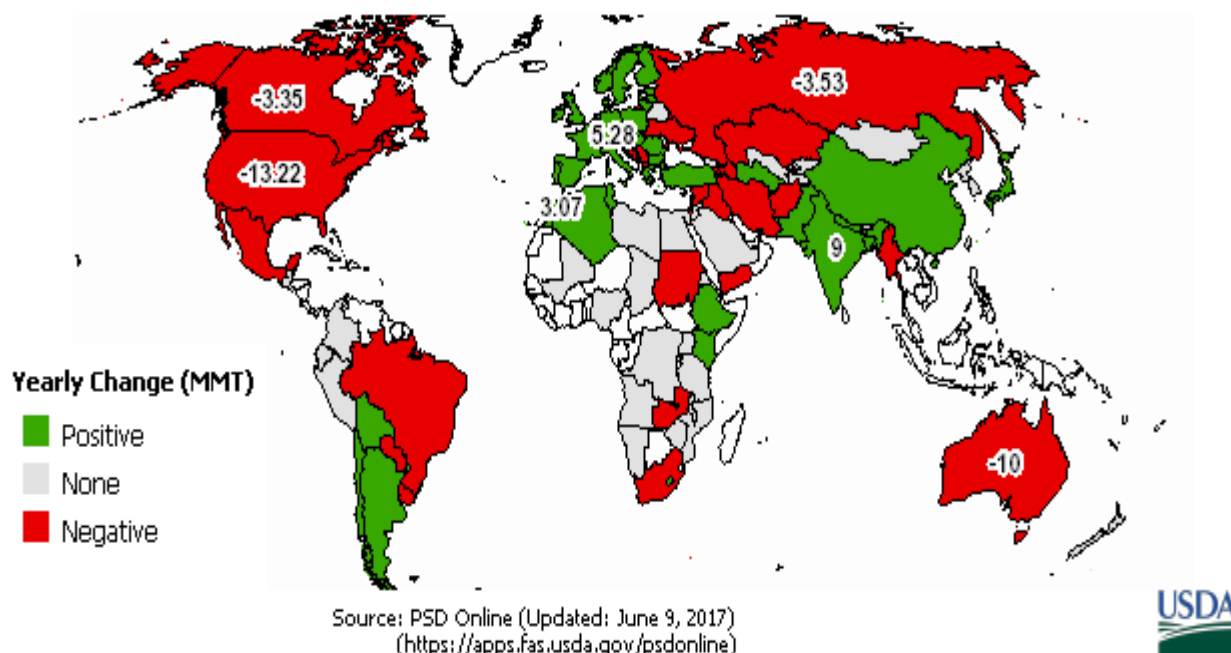 -3.35
-3.53
5.28
-13.22
3.07
9
-10
Yearly Change (MMT)
Positive
None
Negative
Source: PSD Online (Updated: June 9, 2017)
(https://apps.fas.usda.gov/psdonline)
USDA